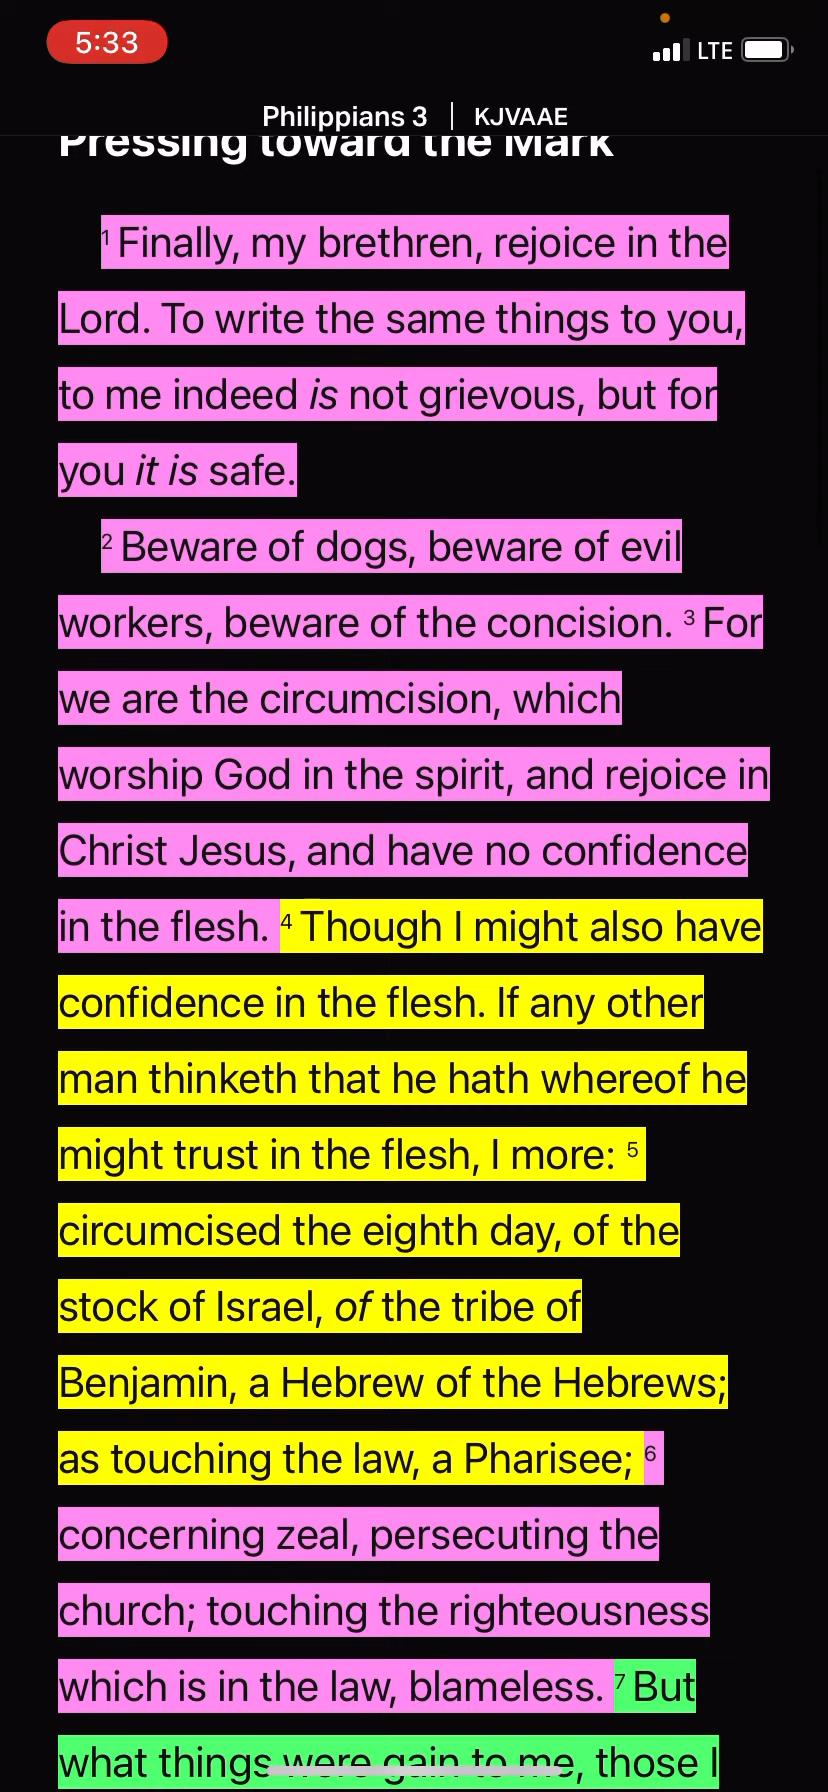 5:33
LTE
Philippians 3 | KJVAAE
Pressing toward the Mark
1 Finally, my brethren, rejoice in the
Lord. To write the same things to you,
to me indeed is not grievous, but for
you it is safe.
2 Beware of dogs, beware of evil
workers, beware of the concision. 3 For
we are the circumcision, which
worship God in the spirit, and rejoice in
Christ Jesus, and have no confidence
in the flesh. 4 Though I might also have
confidence in the flesh. If any other
man thinketh that he hath whereof he
might trust in the flesh, I more: 5
circumcised the eighth day, of the
stock of Israel, of the tribe of
Benjamin, a Hebrew of the Hebrews;
as touching the law, a Pharisee; 6
concerning zeal, persecuting the
church; touching the righteousness
which is in the law, blameless. 7 But
what things were gain to me, those I